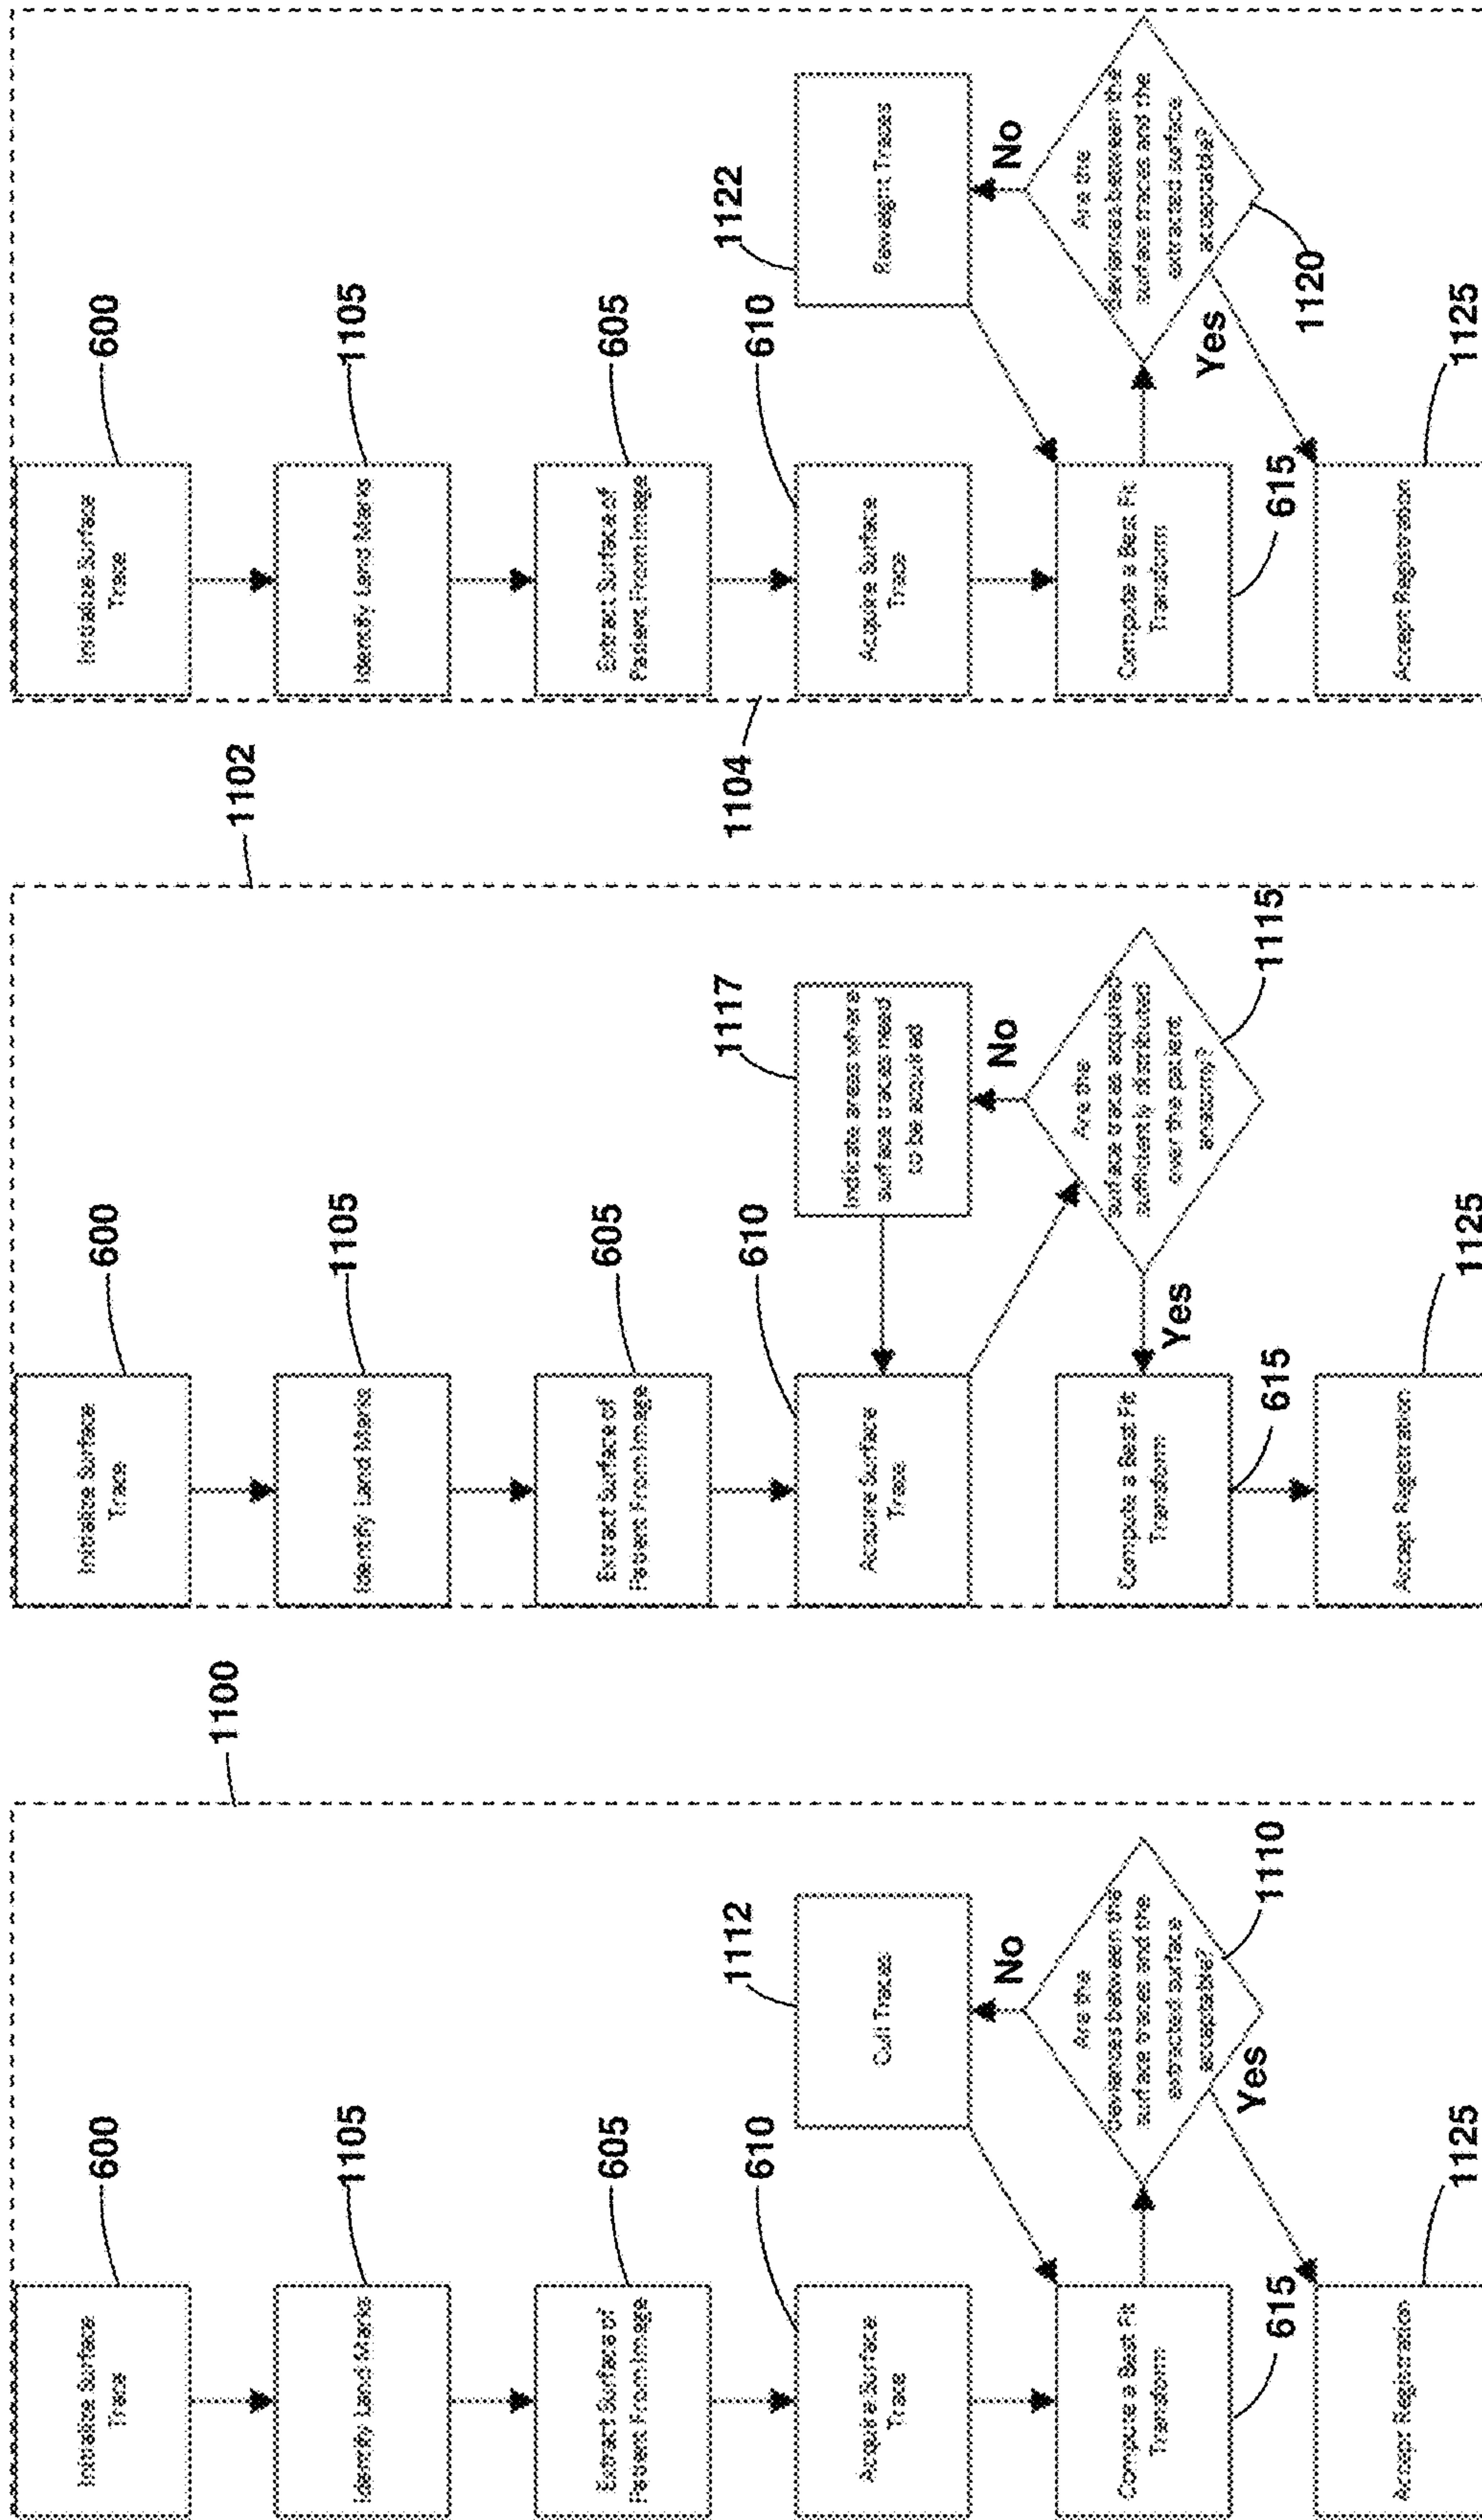 1100
Initialize Surface
Trace
600
Identify Land Marks
1105
Extract Surface of
Patient From Image
605
Acquire Surface
Trace
610
Cull Traces
1112
No
Compute a Best Fit
Transform
615
Are the
deviances between the
surface traces and the
extracted surface
acceptable?
1110
Yes
Accept Registration
1125
1102
Initialize Surface
Trace
600
Identify Land Marks
1105
Extract Surface of
Patient From Image
605
Acquire Surface
Trace
610
Indicate areas where
surface traces need
to be acquired
1117
No
Compute a Best Fit
Transform
615
Yes
Are the
surface traces acquired
sufficiently distributed
over the patient
anatomy?
1115
Accept Registration
1125
1104
Initialize Surface
Trace
600
Identify Land Marks
1105
Extract Surface of
Patient From Image
605
Acquire Surface
Trace
610
Reweight Traces
1122
No
Compute a Best Fit
Transform
615
Are the
deviances between the
surface traces and the
extracted surface
acceptable?
1120
Yes
Accept Registration
1125